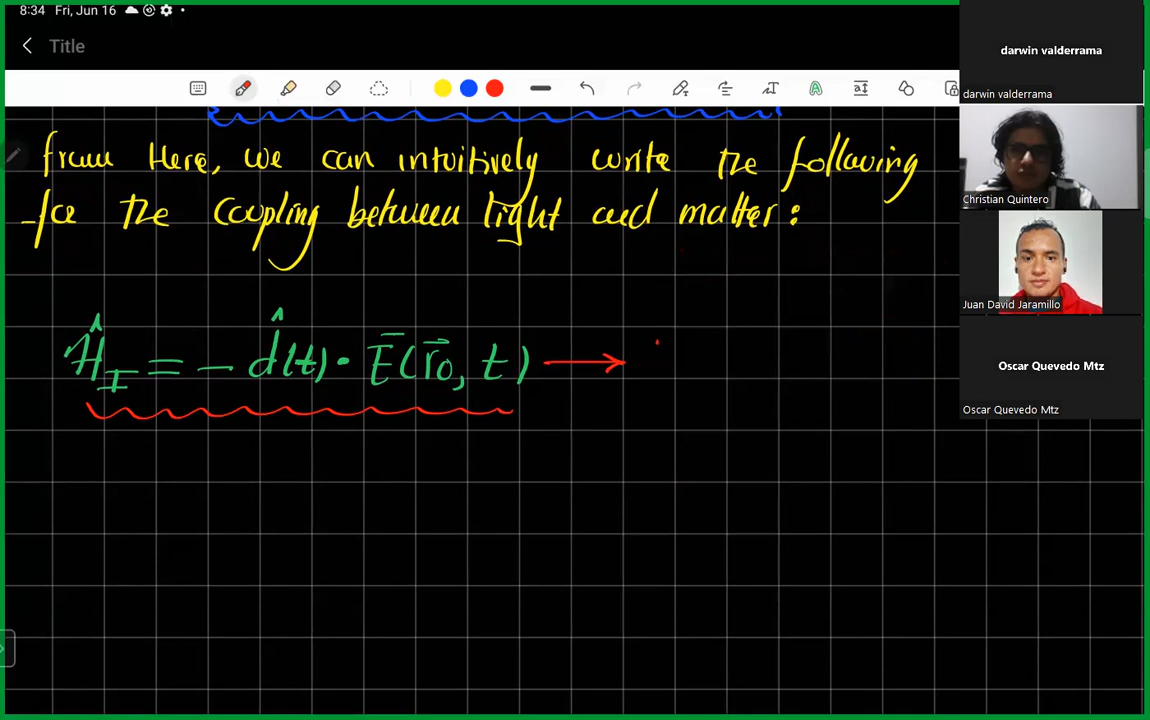 8:34 Fri, Jun 16
Title
darwin valderrama
darwin valderrama
from Here, we can intuitively write the following
for the coupling between light and matter:
Christian Quintero
Juan David Jaramillo
Ĥ_I = - d̂(t) · E̅(r⃗0, t) →
Oscar Quevedo Mtz
Oscar Quevedo Mtz